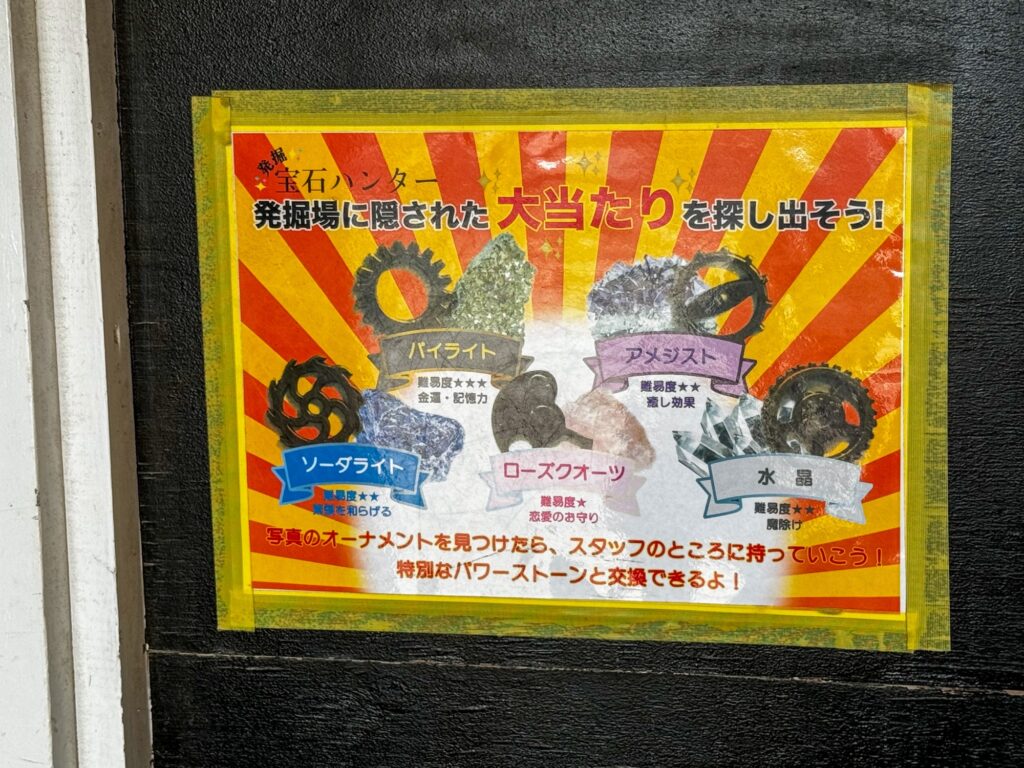 発掘
宝石ハンター
発掘場に隠された大当たりを探し出そう!
パイライト
難易度★★★
金運・記憶力
アメジスト
難易度★★
癒し効果
ソーダライト
難易度★★
を和らげる
ローズクオーツ
難易度★
恋愛のお守り
水晶
難易度★★
魔除け
写真のオーナメントを見つけたら、スタッフのところに持っていこう！
特別なパワーストーンと交換できるよ！